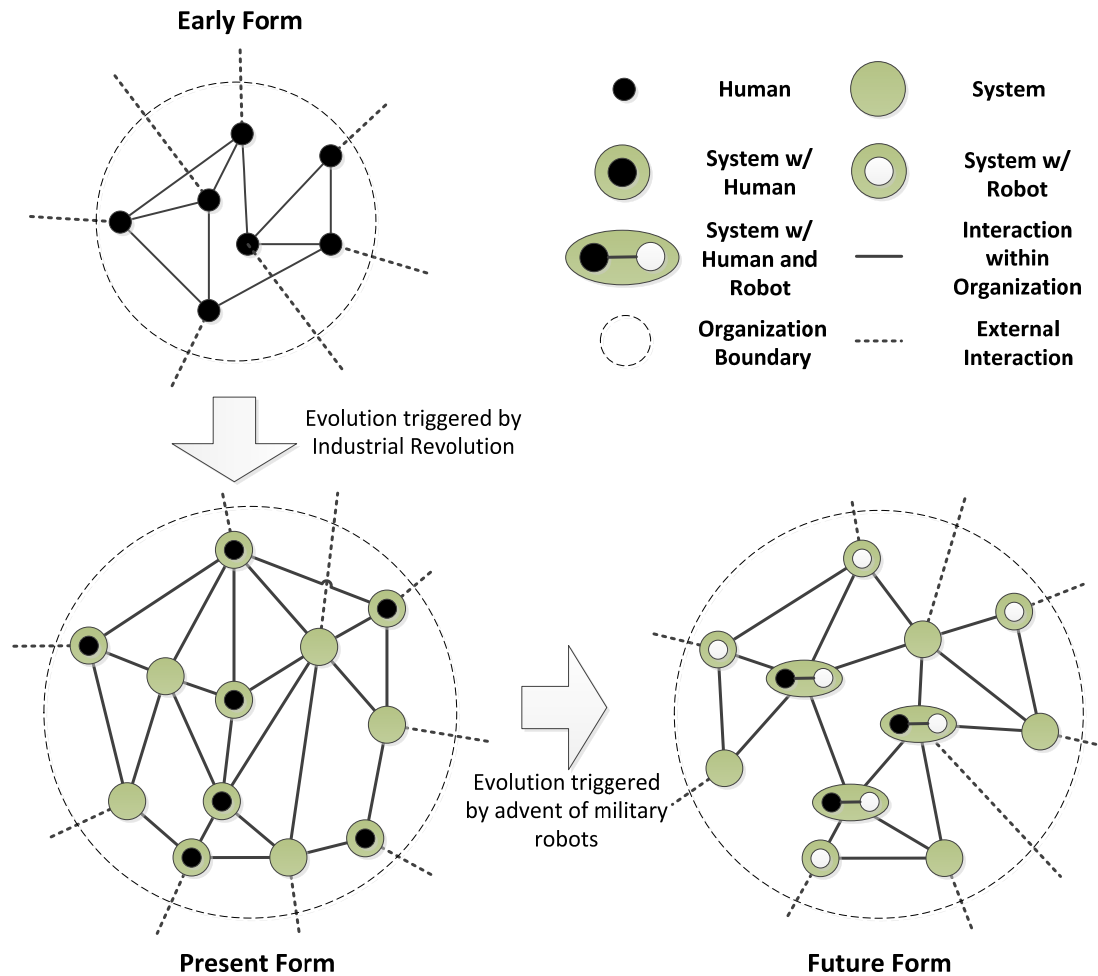 Early Form
Human
System
System w/
Human
System w/
Robot
System w/
Human and
Robot
Interaction
within
Organization
Organization
Boundary
External
Interaction
Evolution triggered by
Industrial Revolution
Evolution triggered
by advent of military
robots
Present Form
Future Form